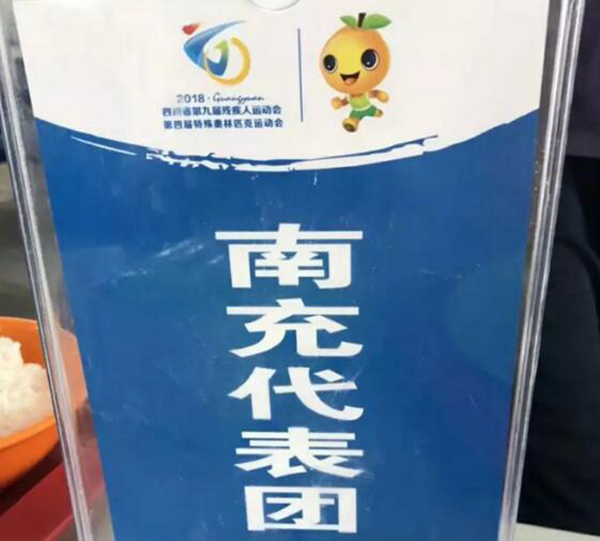 2018·Guangyuan
四川省第九届残疾人运动会
第四届特殊奥林匹克运动会
南
充
代
表
团